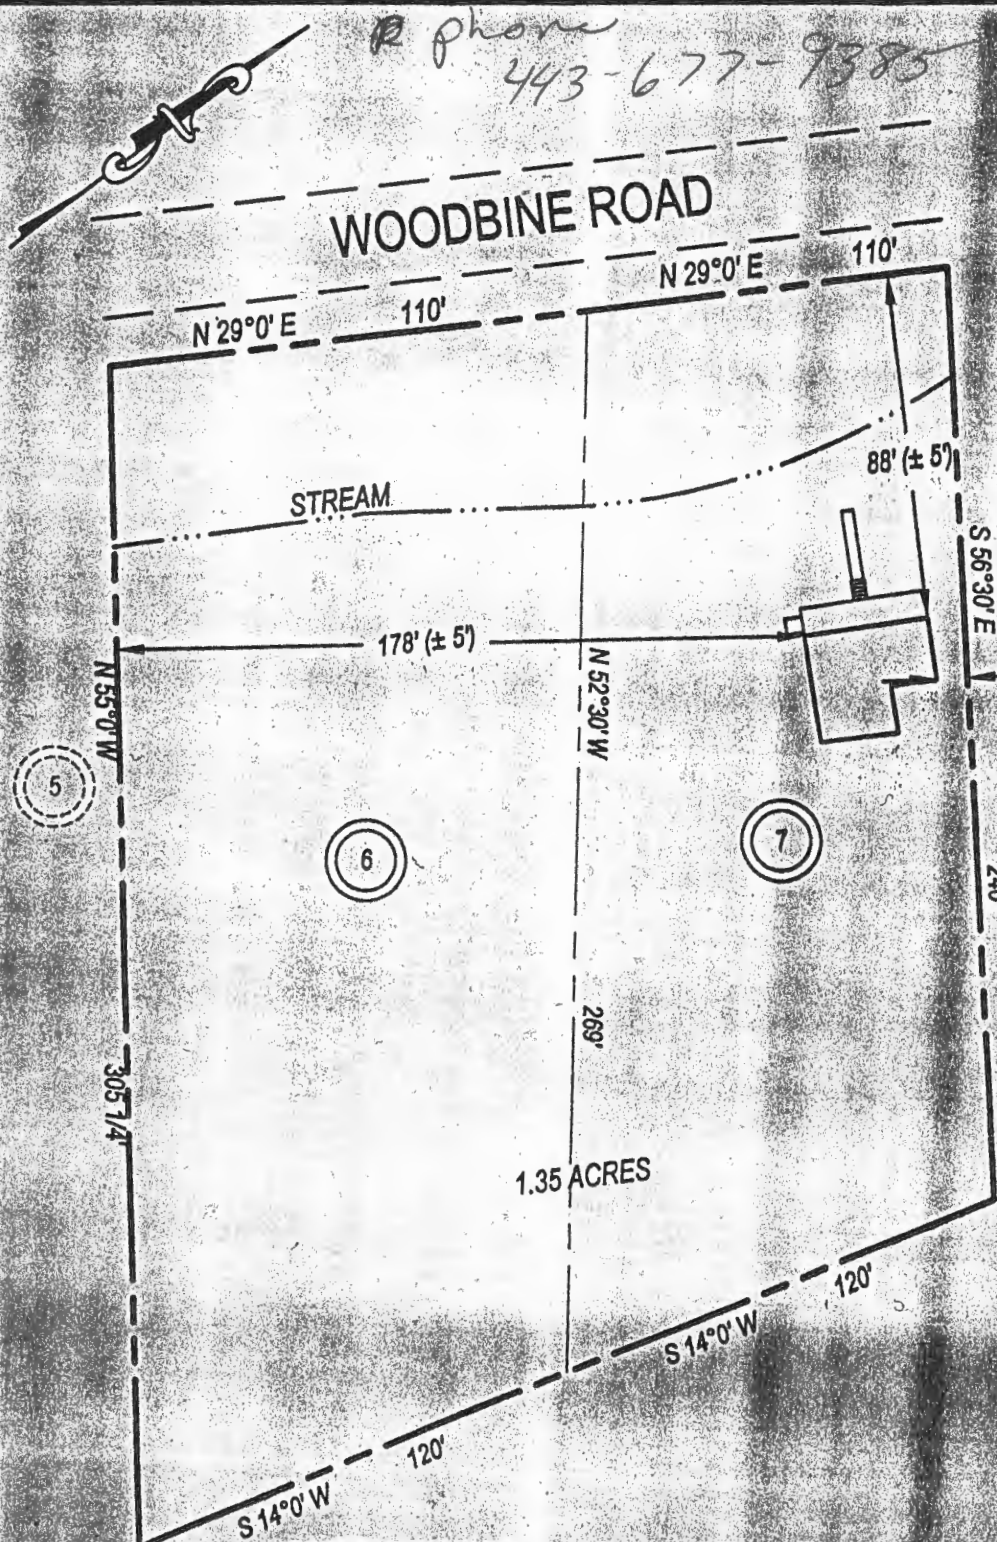 R phone
443-677-9385
WOODBINE ROAD
N 29°0' E
110'
N 29°0' E
110'
STREAM
88' (± 5')
S 56°30' E
178' (± 5')
N 55°0' W
N 52°30' W
5
6
7
269'
305 1/4'
1.35 ACRES
120'
S 14°0' W
120'
S 14°0' W